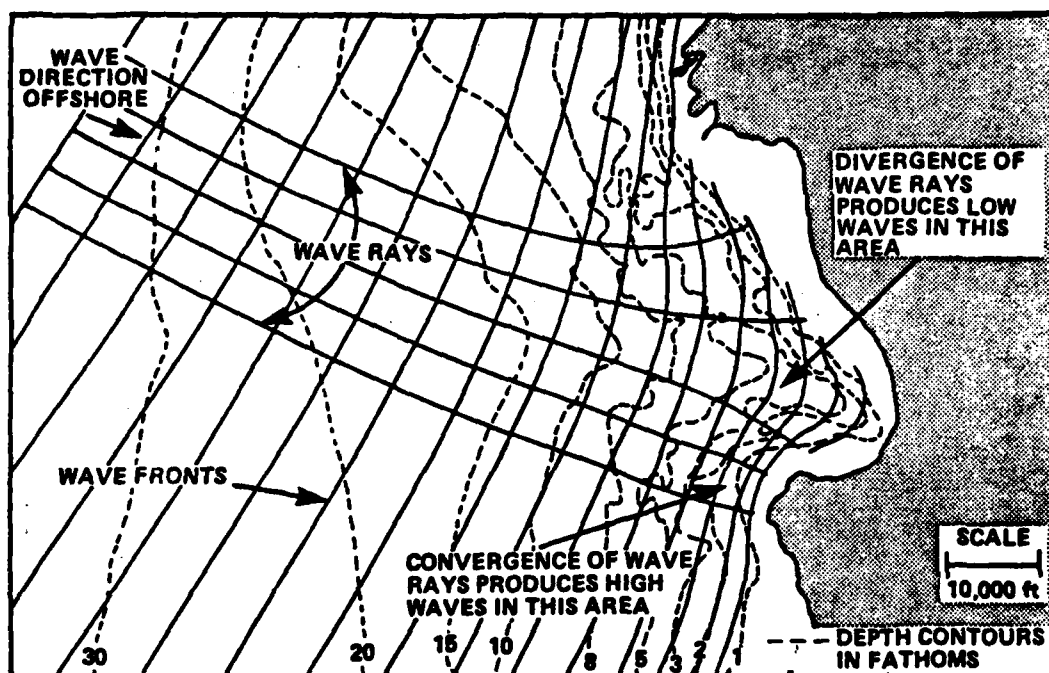 WAVE
DIRECTION
OFFSHORE
DIVERGENCE OF
WAVE RAYS
PRODUCES LOW
WAVES IN THIS
AREA
WAVE RAYS
WAVE FRONTS
CONVERGENCE OF WAVE
RAYS PRODUCES HIGH
WAVES IN THIS AREA
SCALE
10,000 ft
30 20 15 10 8 5 3 2 1
--- DEPTH CONTOURS
IN FATHOMS